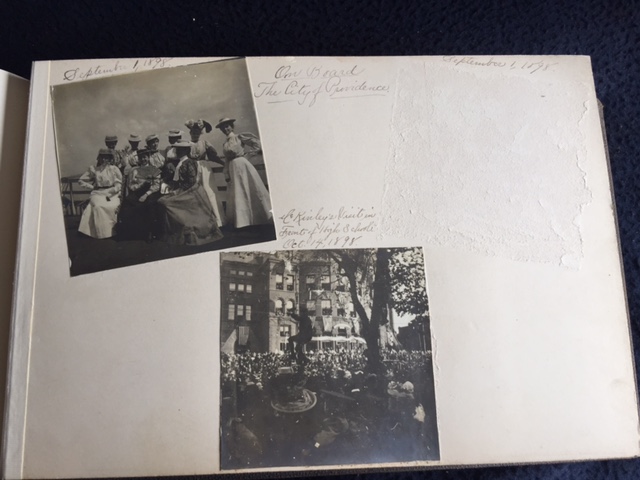 September 1, 1898
On Board
The City of Providence
September 1, 1898
McKinley's Visit in
Front of High School
Oct. 14, 1898